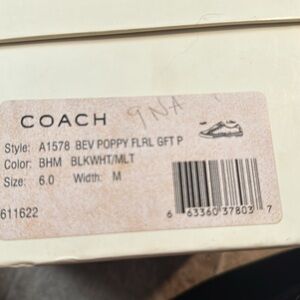 COACH
9NA
Style: A1578 BEV POPPY FLRL GFT P
Color: BHM BLKWHT/MLT
Size: 6.0 Width: M
6 63360 37803 7
611622